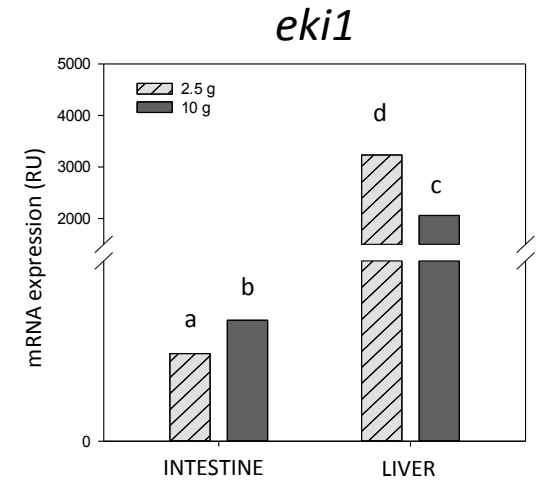 eki1
5000
4000
3000
2000
0
mRNA expression (RU)
2.5 g
10 g
a
b
d
c
INTESTINE
LIVER